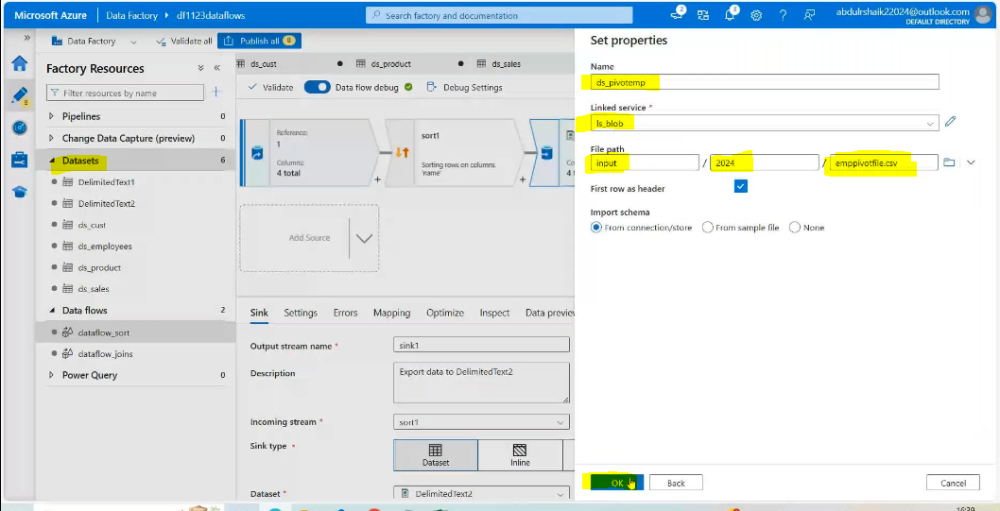 Microsoft Azure
Data Factory
df1123dataflows
Search factory and documentation
2
3
abdulrshaik22024@outlook.com
DEFAULT DIRECTORY
Data Factory
Validate all
Publish all 8
Factory Resources
Filter resources by name
Pipelines 0
Change Data Capture (preview) 0
Datasets 6
DelimitedText1
DelimitedText2
ds_cust
ds_employees
ds_product
ds_sales
Data flows 2
dataflow_sort
dataflow_joins
Power Query 0
8
ds_cust
ds_product
ds_sales
Validate
Data flow debug
Debug Settings
Reference:
1
Columns:
4 total
sort1
Sorting rows on columns
'name'
C
4 t
Add Source
Sink
Settings
Errors
Mapping
Optimize
Inspect
Data preview
Output stream name *
sink1
Description
Export data to DelimitedText2
Incoming stream *
sort1
Sink type *
Dataset
Inline
Dataset *
DelimitedText2
Set properties
Name
ds_pivotemp
Linked service *
ls_blob
File path
input / 2024 / emppivotfile.csv
First row as header
Import schema
From connection/store
From sample file
None
OK
Back
Cancel